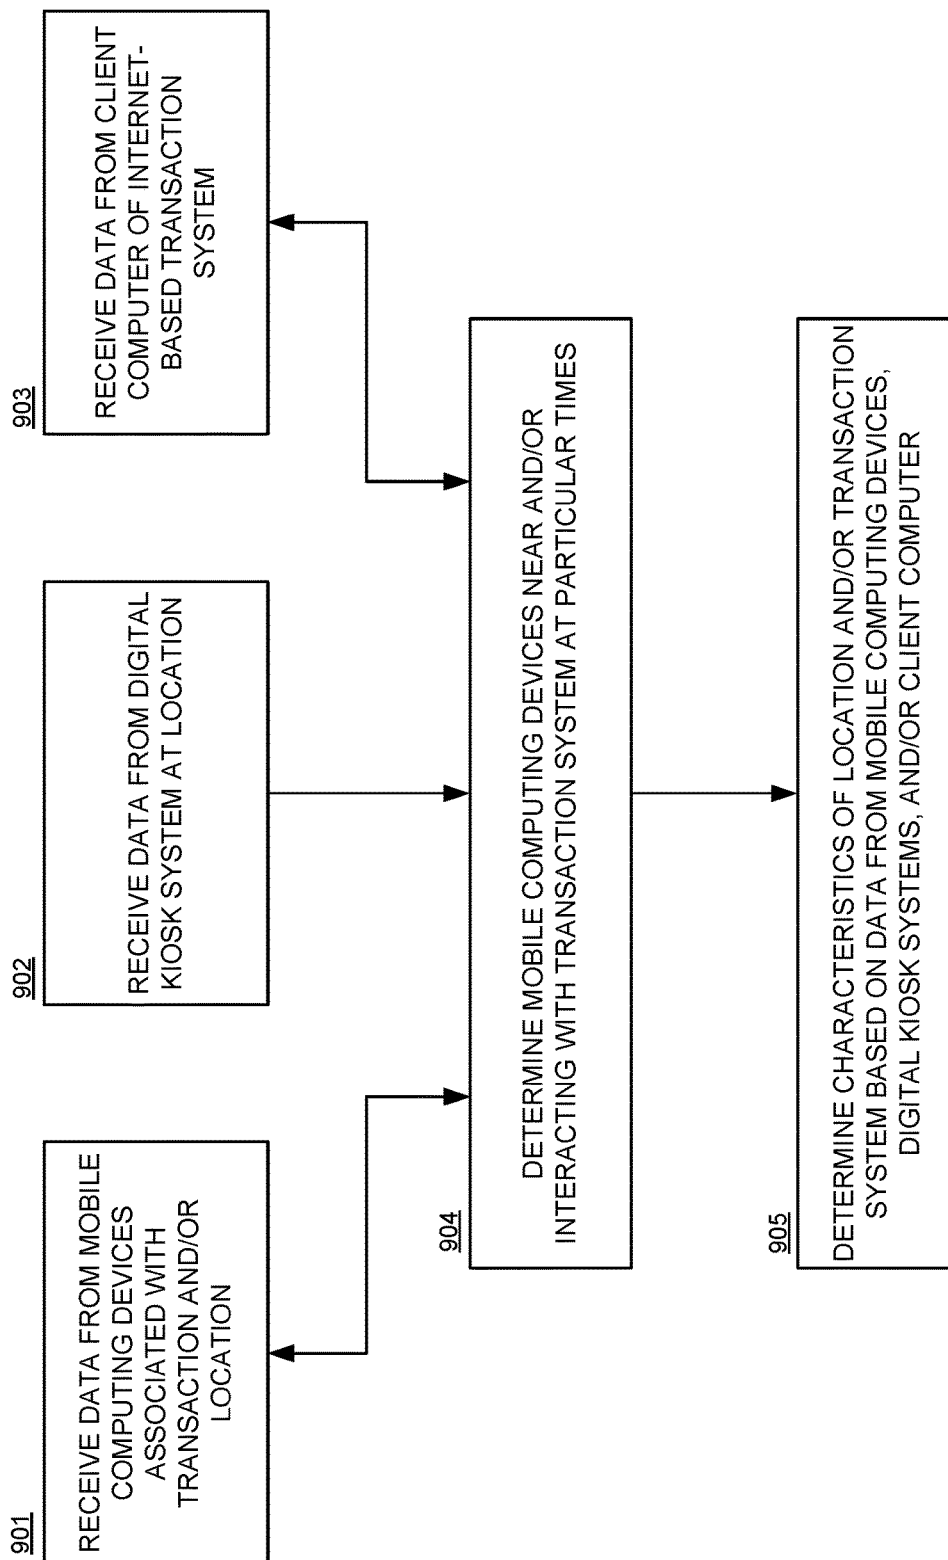 901
RECEIVE DATA FROM MOBILE
COMPUTING DEVICES
ASSOCIATED WITH
TRANSACTION AND/OR
LOCATION
902
RECEIVE DATA FROM DIGITAL
KIOSK SYSTEM AT LOCATION
903
RECEIVE DATA FROM CLIENT
COMPUTER OF INTERNET-
BASED TRANSACTION
SYSTEM
904
DETERMINE MOBILE COMPUTING DEVICES NEAR AND/OR
INTERACTING WITH TRANSACTION SYSTEM AT PARTICULAR TIMES
905
DETERMINE CHARACTERISTICS OF LOCATION AND/OR TRANSACTION
SYSTEM BASED ON DATA FROM MOBILE COMPUTING DEVICES,
DIGITAL KIOSK SYSTEMS, AND/OR CLIENT COMPUTER